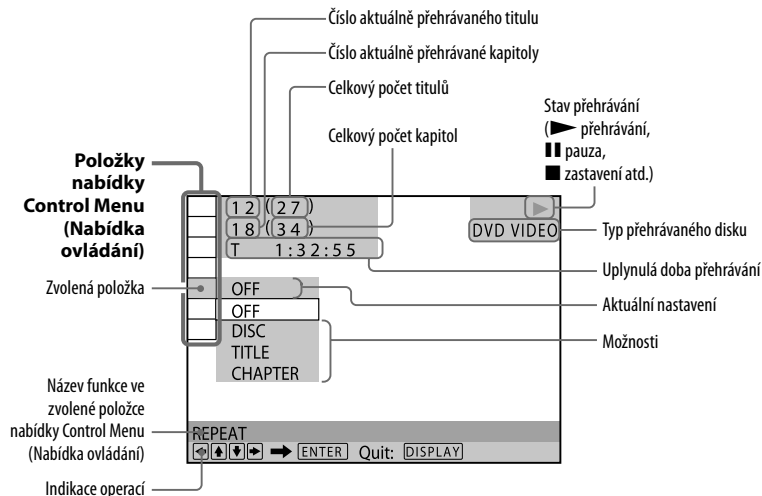 Číslo aktuálně přehrávaného titulu
Číslo aktuálně přehrávané kapitoly
Celkový počet titulů
Celkový počet kapitol
Stav přehrávání
(► přehrávání,
❚❚ pauza,
■ zastavení atd.)
Položky
nabídky
Control Menu
(Nabídka
ovládání)
12(27)
18(34)
T 1:32:55
►
DVD VIDEO
Typ přehrávaného disku
Uplynulá doba přehrávání
Zvolená položka
OFF
Aktuální nastavení
OFF
DISC
TITLE
CHAPTER
Možnosti
Název funkce ve
zvolené položce
nabídky Control Menu
(Nabídka ovládání)
REPEAT
←↑↓→ ➡ ENTER Quit: DISPLAY
Indikace operací